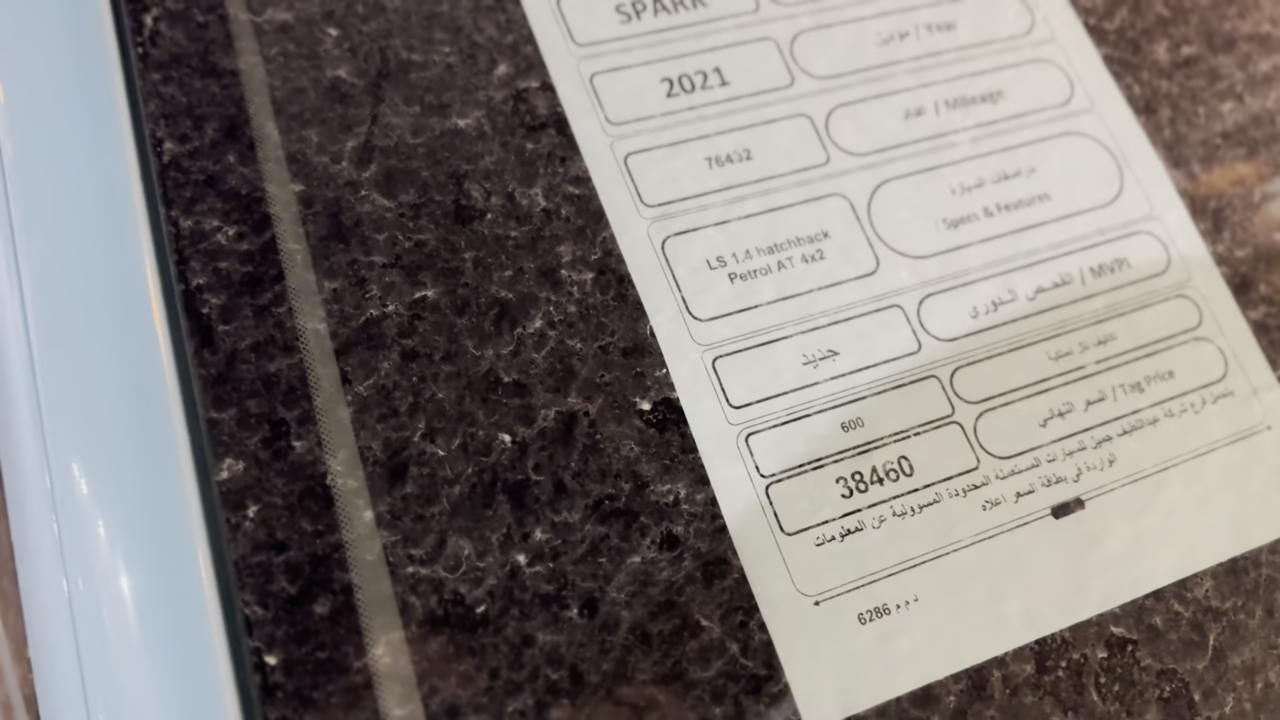 SPARK
2021
موديل / Year
76432
عداد / Mileage
LS 1.4 hatchback
Petrol AT 4x2
مواصفات السيارة
/ Specs & Features
جديد
الفحص الدوري / MVPI
600
38460
السعر النهائي / Tag Price
يتحمل فرع شركة عبداللطيف جميل للسيارات المستعملة المحدودة المسؤولية عن المعلومات
الواردة في بطاقة السعر اعلاه
د م م 6286